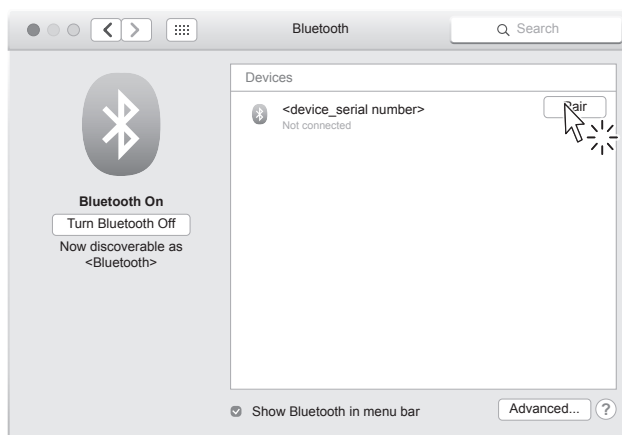 Bluetooth
Search
Devices
<device_serial number>
Not connected
Pair
Bluetooth On
Turn Bluetooth Off
Now discoverable as
<Bluetooth>
Show Bluetooth in menu bar
Advanced...
?